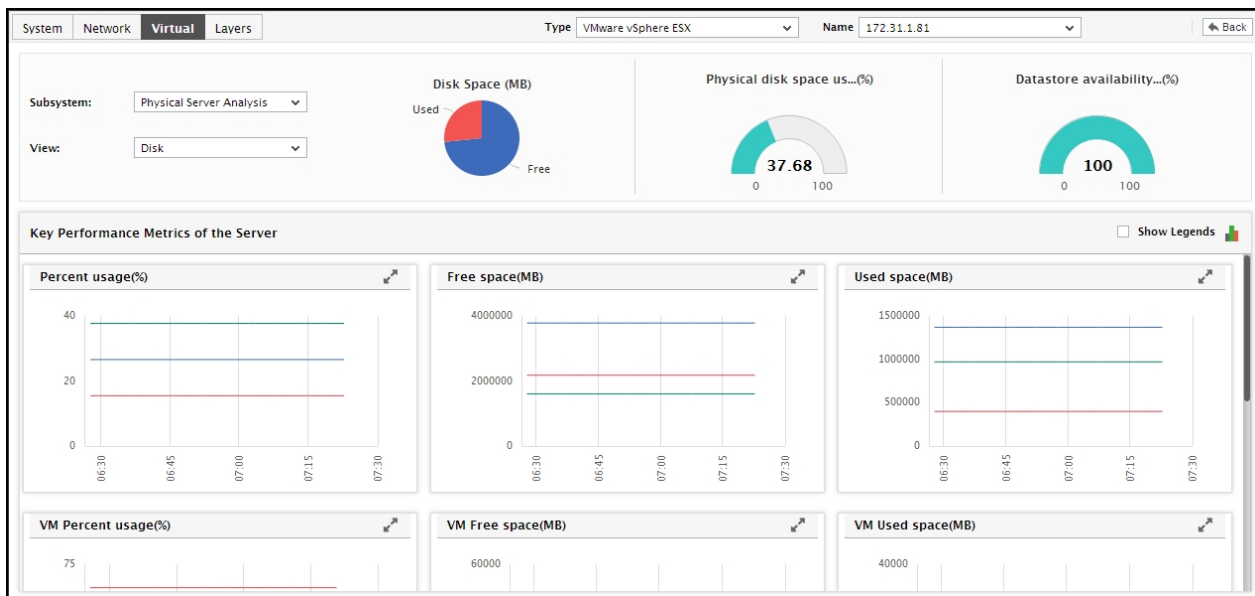 System Network Virtual Layers Type VMware vSphere ESX Name 172.31.1.81 Back
Subsystem: Physical Server Analysis
View: Disk
Disk Space (MB)
Used
Free
Physical disk space us...(%)
37.68
0 100
Datastore availability...(%)
100
0 100
Key Performance Metrics of the Server Show Legends
Percent usage(%)
40
20
0
06:30 06:45 07:00 07:15 07:30
Free space(MB)
4000000
2000000
0
06:30 06:45 07:00 07:15 07:30
Used space(MB)
1500000
1000000
500000
0
06:30 06:45 07:00 07:15 07:30
VM Percent usage(%)
75
VM Free space(MB)
60000
VM Used space(MB)
40000